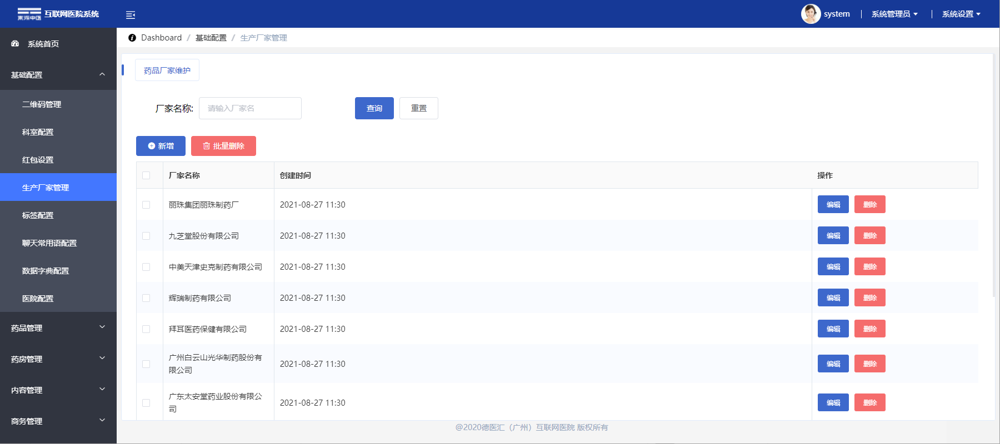 東海中医 互联网医院系统
system
系统管理员
系统设置
系统首页
基础配置
二维码管理
科室配置
红包设置
生产厂家管理
标签配置
聊天常用语配置
数据字典配置
医院配置
药品管理
药房管理
内容管理
商务管理
Dashboard / 基础配置 / 生产厂家管理
药品厂家维护
厂家名称: 请输入厂家名 查询 重置
新增 批量删除
厂家名称 创建时间 操作
丽珠集团丽珠制药厂 2021-08-27 11:30 编辑 删除
九芝堂股份有限公司 2021-08-27 11:30 编辑 删除
中美天津史克制药有限公司 2021-08-27 11:30 编辑 删除
辉瑞制药有限公司 2021-08-27 11:30 编辑 删除
拜耳医药保健有限公司 2021-08-27 11:30 编辑 删除
广州白云山光华制药股份有
限公司 2021-08-27 11:30 编辑 删除
广东太安堂药业股份有限公
司 2021-08-27 11:30 编辑 删除
@2020德医汇（广州）互联网医院 版权所有